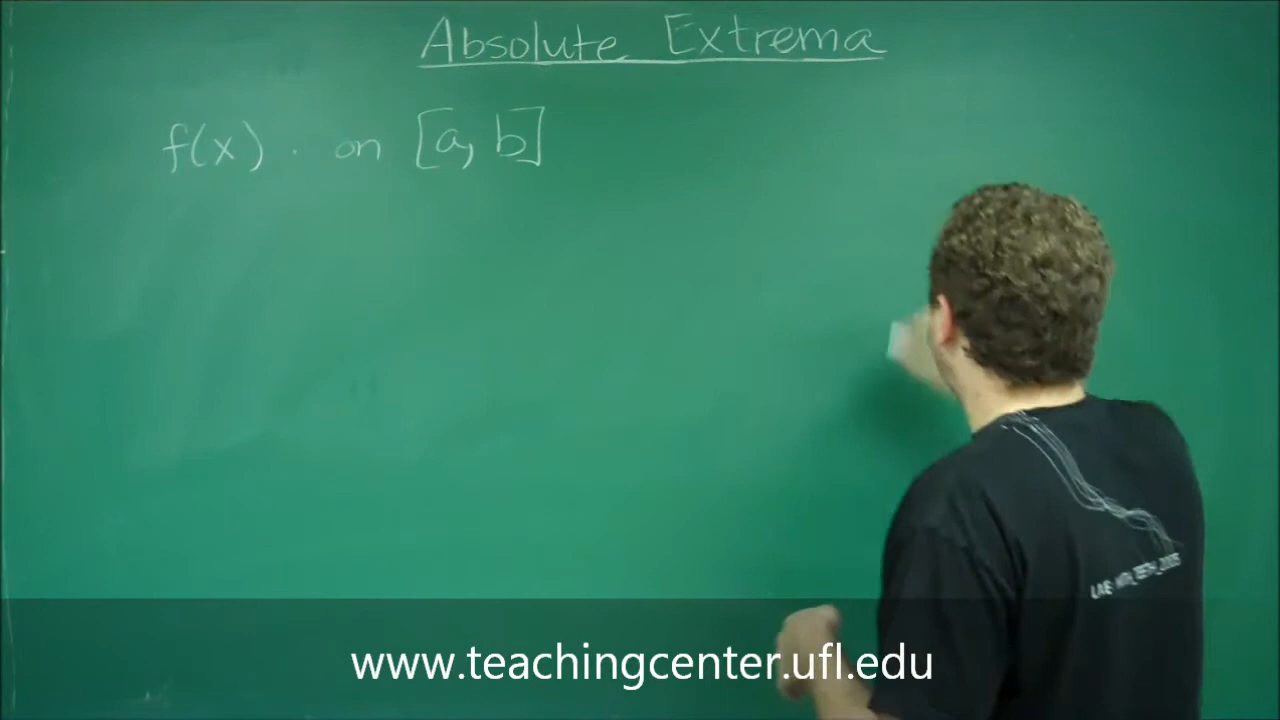 Absolute Extrema
f(x) . on [a, b]
www.teachingcenter.ufl.edu